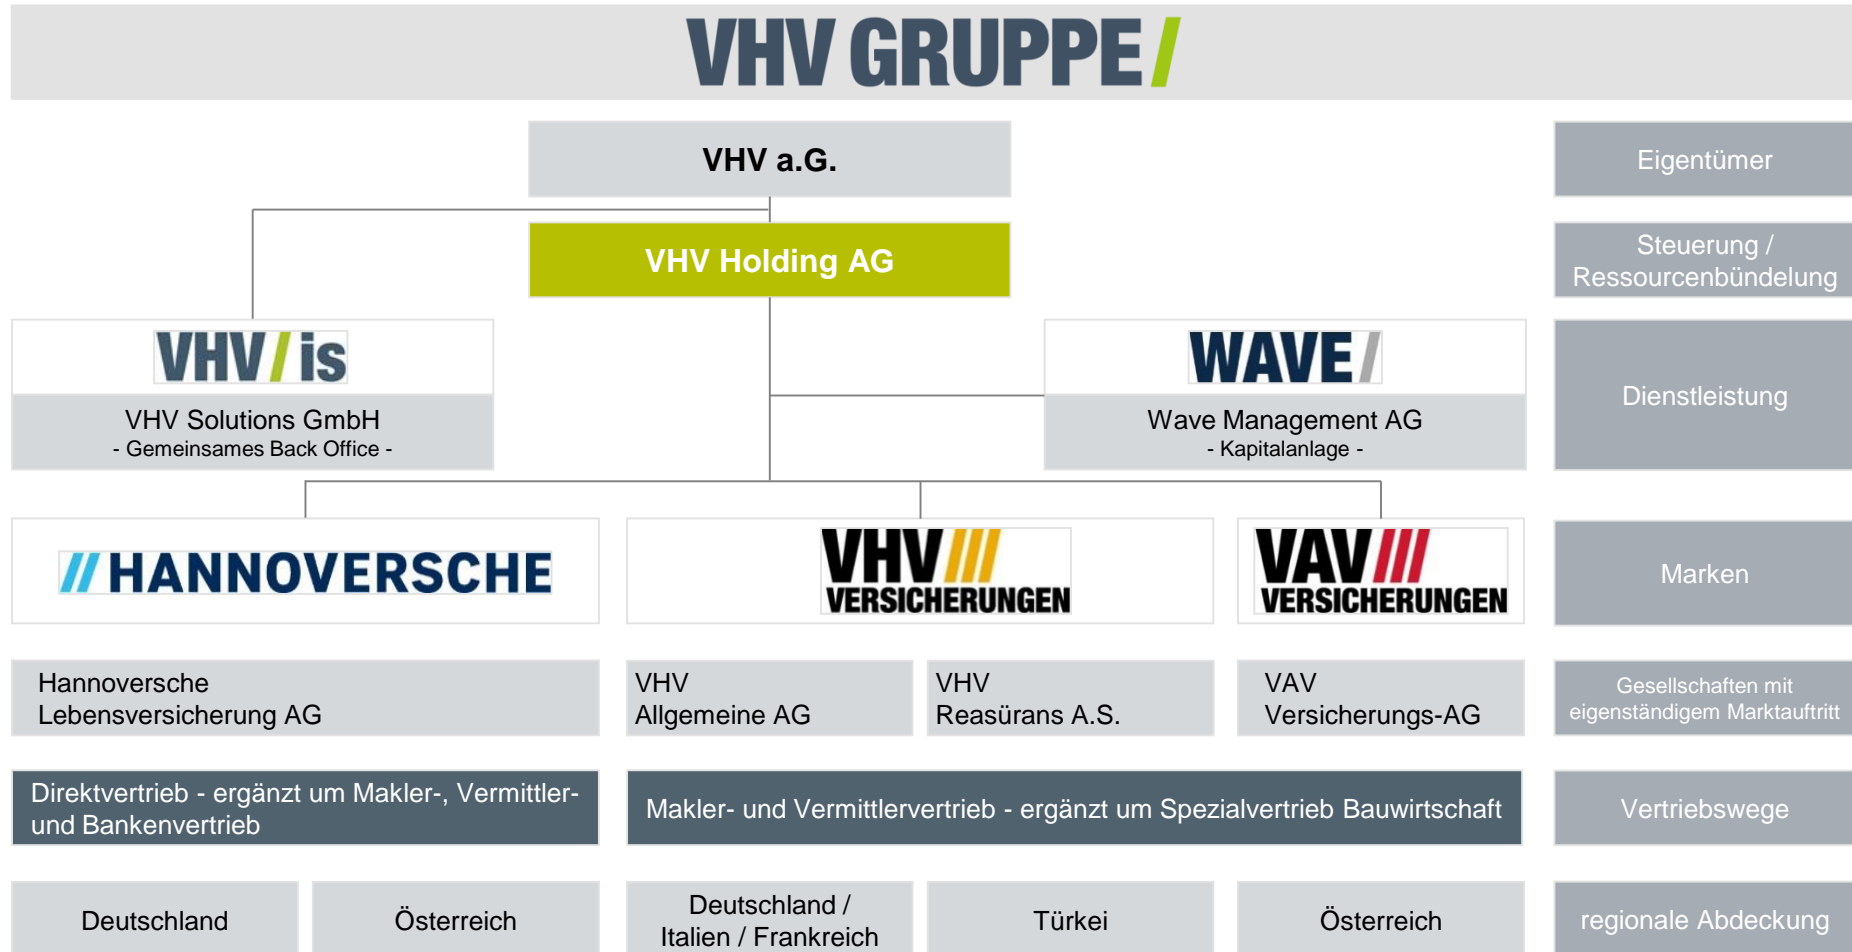 VHV GRUPPE/
VHV a.G.
Eigentümer
VHV Holding AG
Steuerung /
Ressourcenbündelung
VHV/is
VHV Solutions GmbH
- Gemeinsames Back Office -
WAVE/
Wave Management AG
- Kapitalanlage -
Dienstleistung
// HANNOVERSCHE
VHV///
VERSICHERUNGEN
VAV///
VERSICHERUNGEN
Marken
Hannoversche
Lebensversicherung AG
VHV
Allgemeine AG
VHV
Reasürans A.S.
VAV
Versicherungs-AG
Gesellschaften mit
eigenständigem Marktauftritt
Direktvertrieb - ergänzt um Makler-, Vermittler-
und Bankenvertrieb
Makler- und Vermittlervertrieb - ergänzt um Spezialvertrieb Bauwirtschaft
Vertriebswege
Deutschland
Österreich
Deutschland /
Italien / Frankreich
Türkei
Österreich
regionale Abdeckung